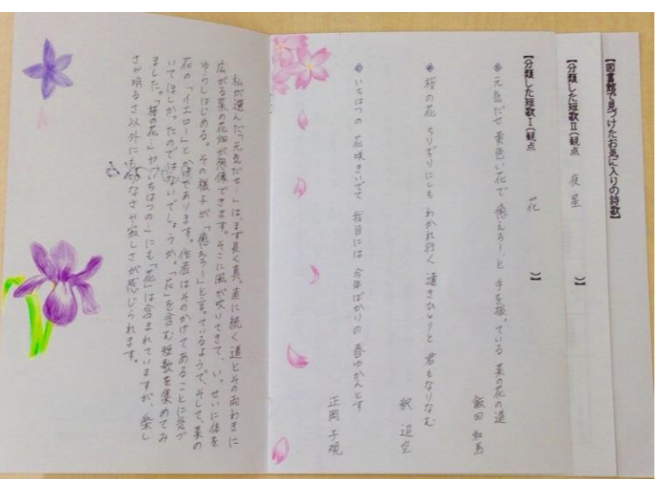 【図書館で見つけたお気に入りの詩歌】
【分類した短歌Ⅱ(観点 夜星 )】
【分類した短歌Ⅰ(観点 花 )】
元気だせ 黄色い花で 癒えろー、と 手を振っている 菜の花の道
飯田 和馬
桜の花 ちりぢりにしも わかれ行く 遠きひとりと 君もなりなむ
釈 迢空
いちはつの 花咲きいでて 我目には 今年ばかりの 春ゆかんとす
正岡 子規
私が選んだ「元気だせ」は、まず長く真っ直に続く道とその両わきに
広がる菜の花畑が想像できます。そこに風が吹いてきて、いっせいに体を
ゆらしはじめる。その様子が「癒えろー」と言っているようで、そして、菜の
花の「イエロー」とかけてあります。作者はそのかけてあることに気づ
いてほしかったのではないでしょうか。「花」を含む短歌を集めてみ
ました。「桜の花」や「いちはつの」にも「花」は含まれていますが、楽し
さや明るさ以外にも切なさや寂しさが感じられます。